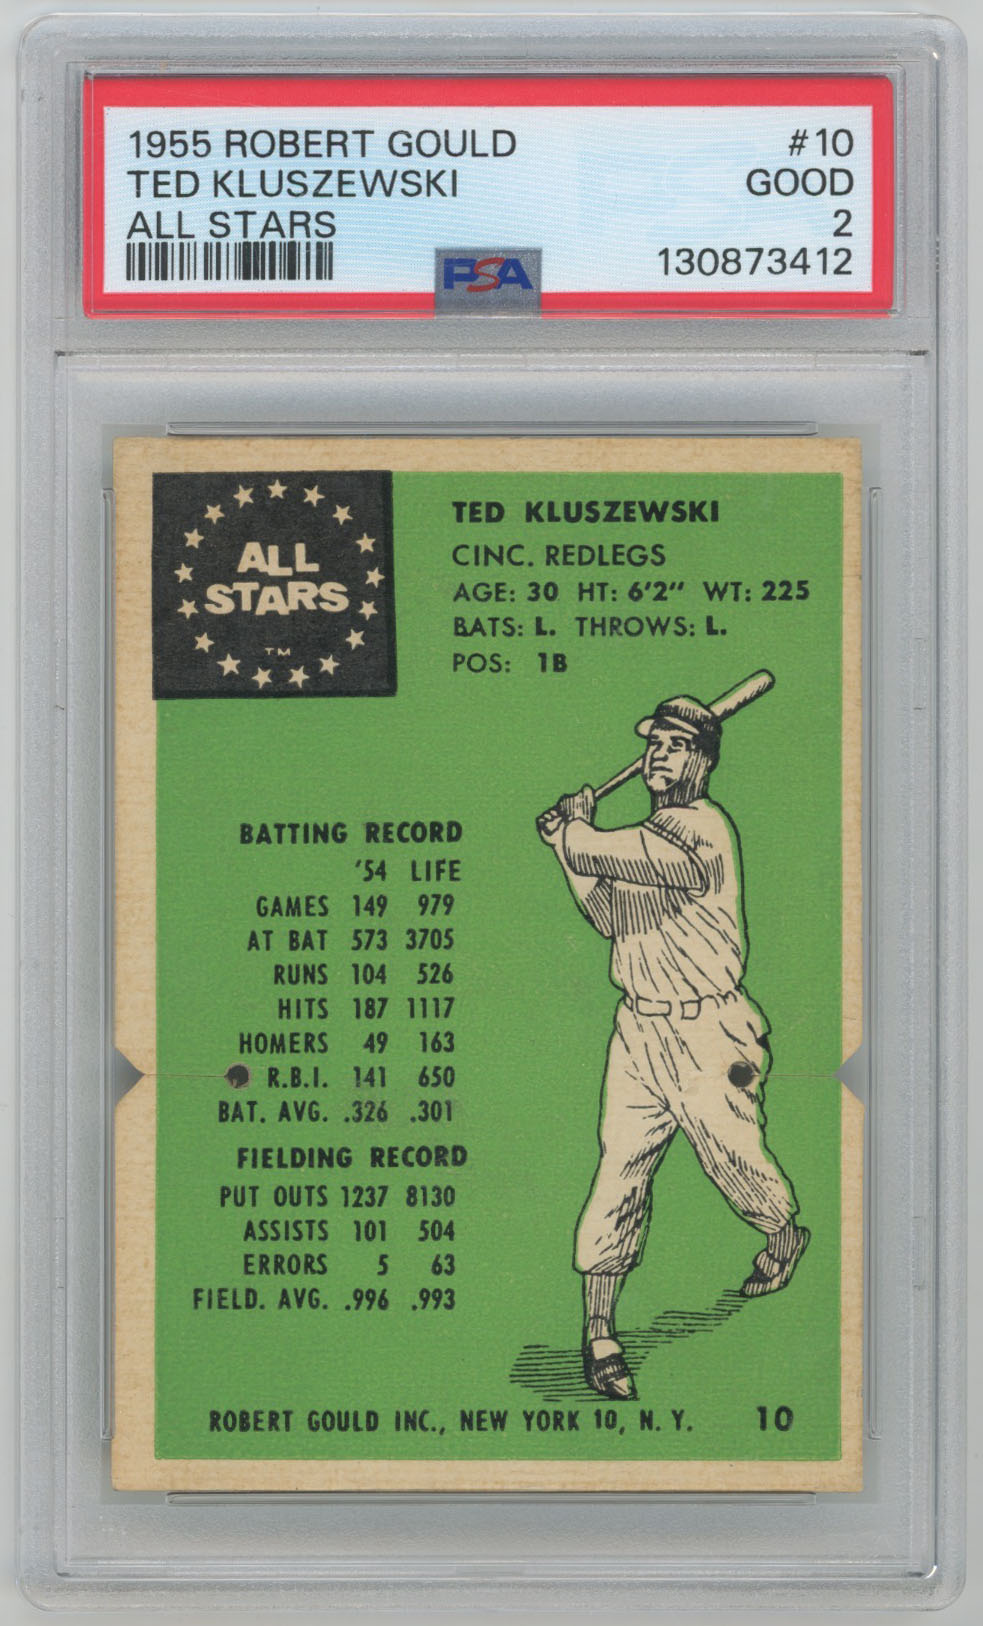 1955 ROBERT GOULD #10
TED KLUSZEWSKI GOOD
ALL STARS 2
130873412
PSA
ALL
STARS
TM
TED KLUSZEWSKI
CINC. REDLEGS
AGE: 30 HT: 6'2" WT: 225
BATS: L. THROWS: L.
POS: 1B
BATTING RECORD
'54 LIFE
GAMES 149 979
AT BAT 573 3705
RUNS 104 526
HITS 187 1117
HOMERS 49 163
R.B.I. 141 650
BAT. AVG. .326 .301
FIELDING RECORD
PUT OUTS 1237 8130
ASSISTS 101 504
ERRORS 5 63
FIELD. AVG. .996 .993
ROBERT GOULD INC., NEW YORK 10, N. Y. 10